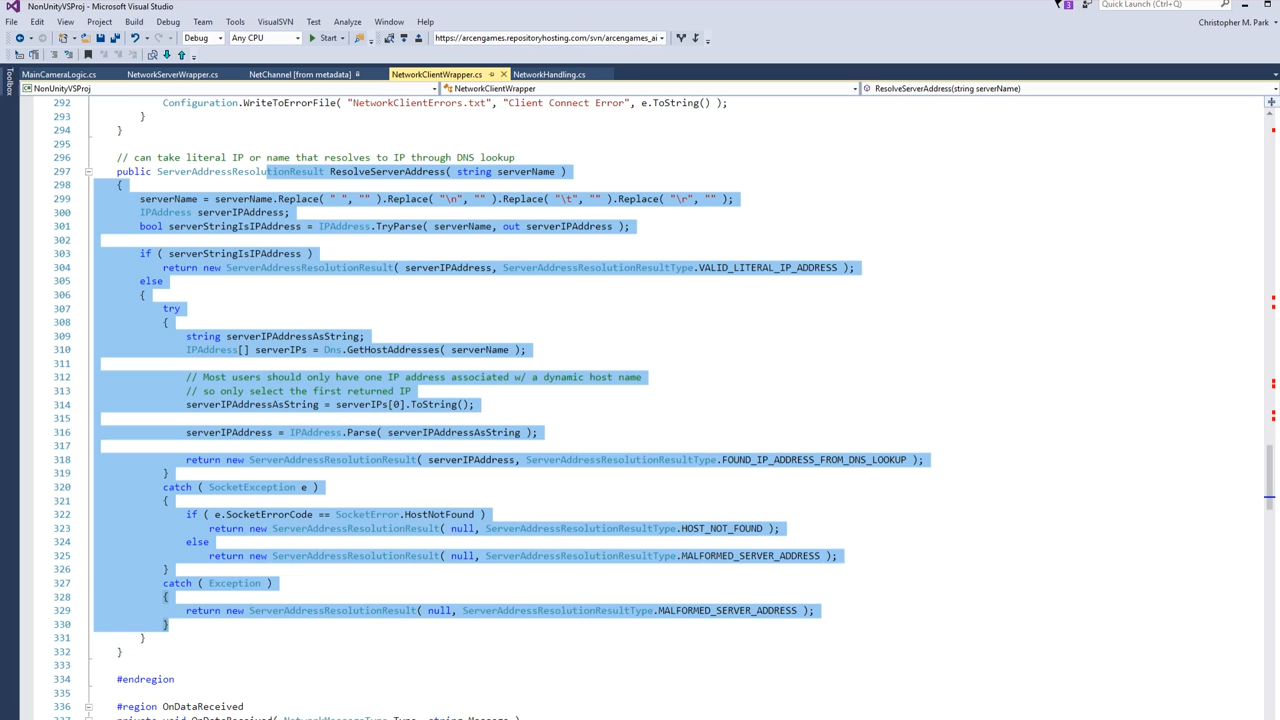 NonUnityVSProj - Microsoft Visual Studio
3
Quick Launch (Ctrl+Q)
File Edit View Project Build Debug Team Tools VisualSVN Test Analyze Window Help
Christopher M. Park
Debug Any CPU Start https://arcengames.repositoryhosting.com/svn/arcengames_ai
Toolbox
MainCameraLogic.cs NetworkServerWrapper.cs NetChannel [from metadata] NetworkClientWrapper.cs NetworkHandling.cs
NonUnityVSProj NetworkClientWrapper ResolveServerAddress(string serverName)
292 Configuration.WriteToErrorFile( "NetworkClientErrors.txt", "Client Connect Error", e.ToString() );
293 }
294 }
295
296 // can take literal IP or name that resolves to IP through DNS lookup
297 public ServerAddressResolutionResult ResolveServerAddress( string serverName )
298 {
299 serverName = serverName.Replace( " ", "" ).Replace( "\n", "" ).Replace( "\t", "" ).Replace( "\r", "" );
300 IPAddress serverIPAddress;
301 bool serverStringIsIPAddress = IPAddress.TryParse( serverName, out serverIPAddress );
302
303 if ( serverStringIsIPAddress )
304 return new ServerAddressResolutionResult( serverIPAddress, ServerAddressResolutionResultType.VALID_LITERAL_IP_ADDRESS );
305 else
306 {
307 try
308 {
309 string serverIPAddressAsString;
310 IPAddress[] serverIPs = Dns.GetHostAddresses( serverName );
311
312 // Most users should only have one IP address associated w/ a dynamic host name
313 // so only select the first returned IP
314 serverIPAddressAsString = serverIPs[0].ToString();
315
316 serverIPAddress = IPAddress.Parse( serverIPAddressAsString );
317
318 return new ServerAddressResolutionResult( serverIPAddress, ServerAddressResolutionResultType.FOUND_IP_ADDRESS_FROM_DNS_LOOKUP );
319 }
320 catch ( SocketException e )
321 {
322 if ( e.SocketErrorCode == SocketError.HostNotFound )
323 return new ServerAddressResolutionResult( null, ServerAddressResolutionResultType.HOST_NOT_FOUND );
324 else
325 return new ServerAddressResolutionResult( null, ServerAddressResolutionResultType.MALFORMED_SERVER_ADDRESS );
326 }
327 catch ( Exception )
328 {
329 return new ServerAddressResolutionResult( null, ServerAddressResolutionResultType.MALFORMED_SERVER_ADDRESS );
330 }
331 }
332 }
333
334 #endregion
335
336 #region OnDataReceived
337 private void OnDataReceived( NetworkMessageType Type, string Message )